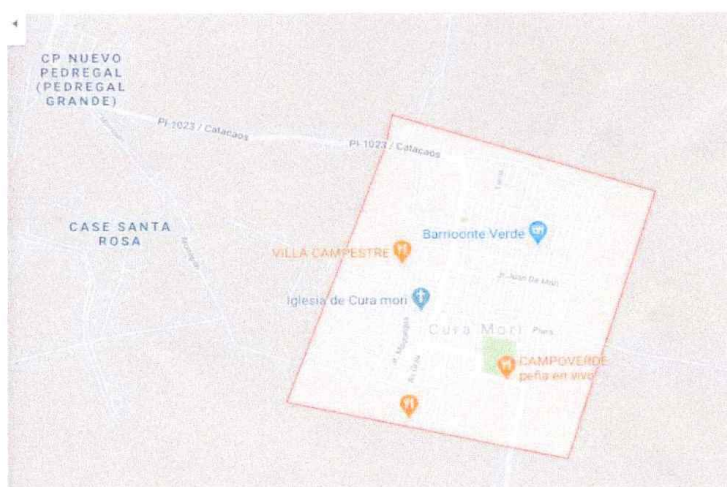 CP NUEVO
PEDREGAL
(PEDREGAL
GRANDE)
PI-1023 / Catacaos
PI-1023 / Catacaos
CASE SANTA
ROSA
Barrioonte Verde
VILLA CAMPESTRE
Iglesia de Cura mori
Cura Mori
CAMPOVERDE
peña en vivo